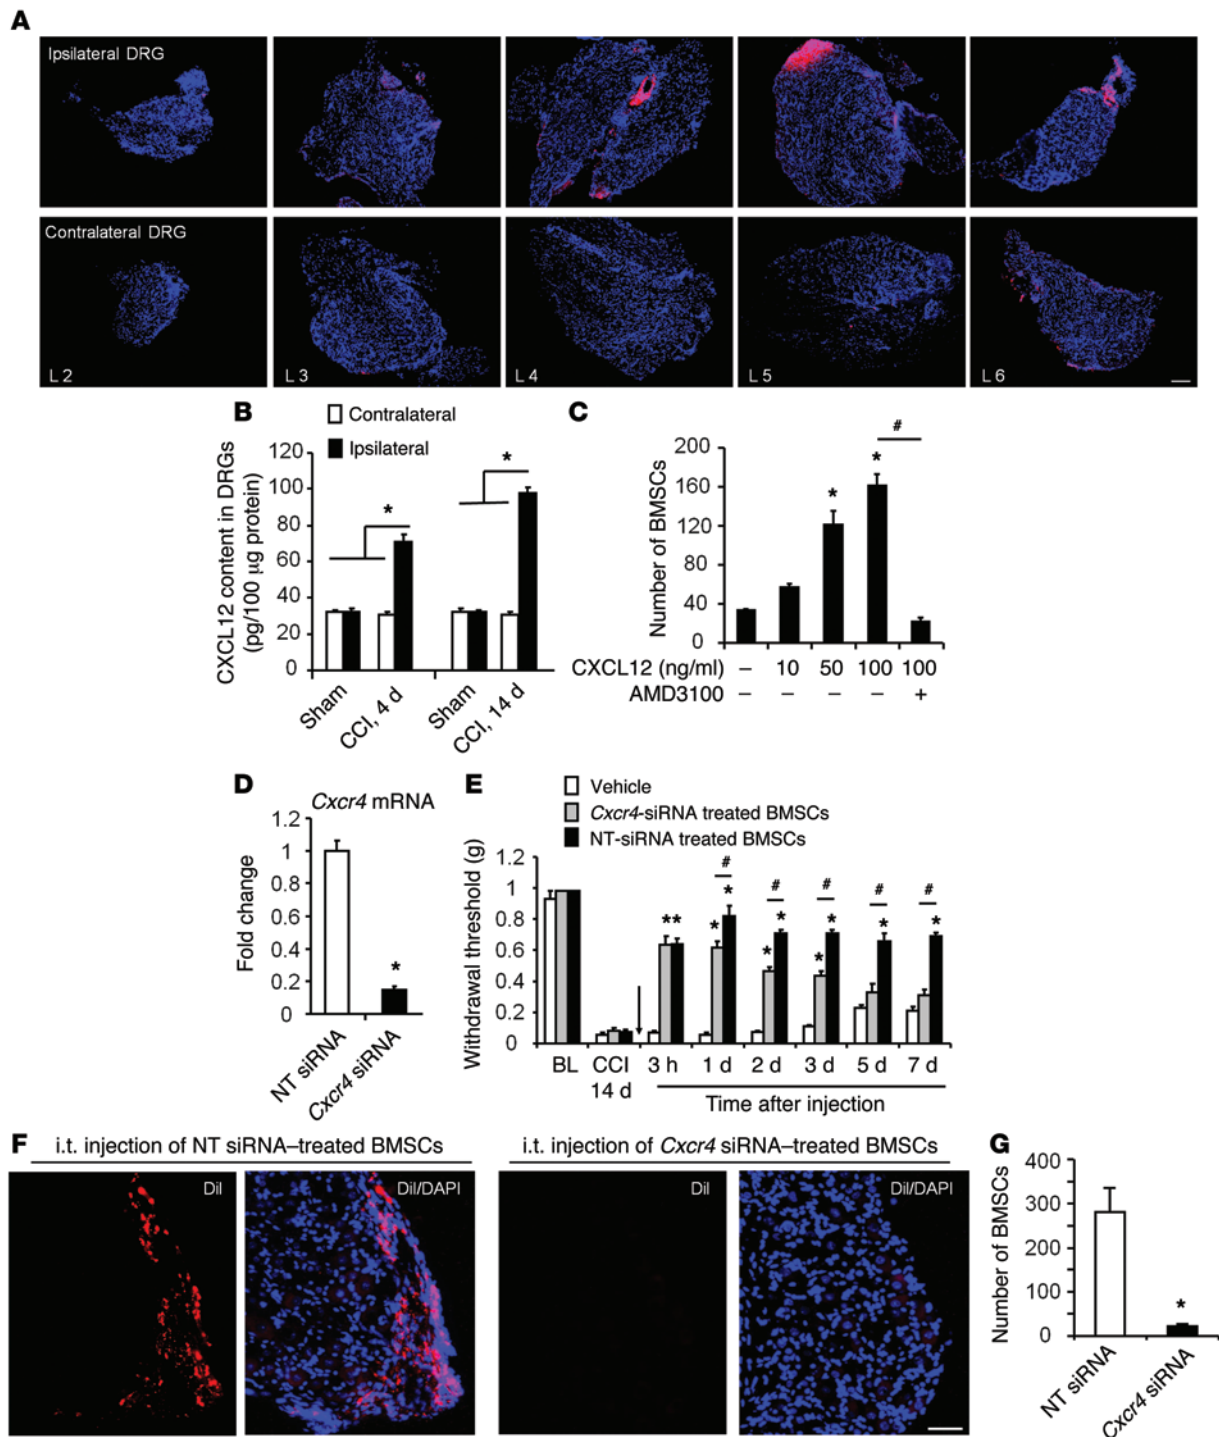 A
Ipsilateral DRG
Contralateral DRG
L 2
L 3
L 4
L 5
L 6
B
Contralateral
Ipsilateral
CXCL12 content in DRGs
(pg/100 µg protein)
120
100
80
60
40
20
0
*
*
Sham
CCI, 4 d
Sham
CCI, 14 d
C
Number of BMSCs
200
160
120
80
40
0
*
*
#
CXCL12 (ng/ml) – 10 50 100 100
AMD3100 – – – – +
D
Cxcr4 mRNA
Fold change
1.2
1
0.8
0.6
0.4
0.2
0
*
NT siRNA
Cxcr4 siRNA
E
Vehicle
Cxcr4-siRNA treated BMSCs
NT-siRNA treated BMSCs
Withdrawal threshold (g)
1.2
1
0.8
0.6
0.4
0.2
0
# # # # #
** * * * * * * * *
BL CCI 3 h 1 d 2 d 3 d 5 d 7 d
14 d
Time after injection
F
i.t. injection of NT siRNA–treated BMSCs
i.t. injection of Cxcr4 siRNA–treated BMSCs
Dil
Dil/DAPI
Dil
Dil/DAPI
G
Number of BMSCs
400
300
200
100
0
*
NT siRNA
Cxcr4 siRNA